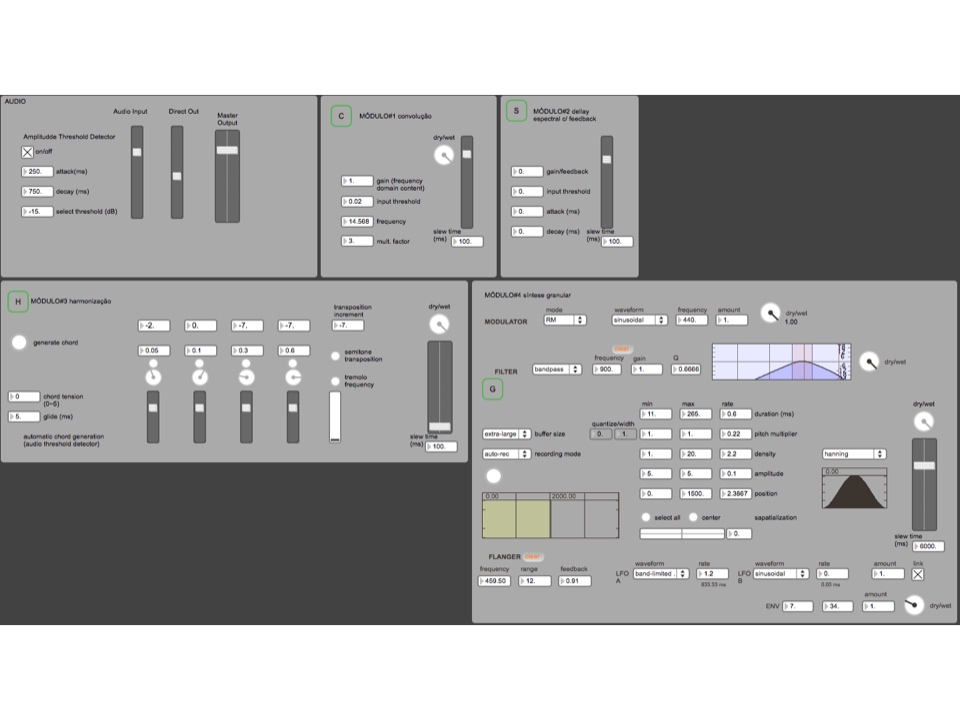 AUDIO
Audio Input
Direct Out
Master
Output
Amplitudde Threshold Detector
on/off
250. attack(ms)
750. decay (ms)
-15. select threshold (dB)
C MÓDULO#1 convolução
dry/wet
1. gain (frequency
domain content)
0.02 input threshold
14.568 frequency
3. mult. factor
slew time
(ms) 100.
S MÓDULO#2 delay
espectral c/ feedback
0. gain/feedback
0. input threshold
0. attack (ms)
0. decay (ms)
slew time
(ms) 100.
H MÓDULO#3 harmonização
generate chord
-2. 0. -7. -7.
transposition
increment
-7.
0.05 0.1 0.3 0.6
semitone
transposition
tremolo
frequency
0 chord tension
(0-6)
5. glide (ms)
automatic chord generation
(audio threshold detector)
dry/wet
slew time
(ms) 100.
MÓDULO#4 síntese granular
MODULATOR
mode
RM
waveform
sinusoidal
frequency
440.
amount
1.
dry/wet
1.00
clear
FILTER
bandpass
frequency
900.
gain
1.
Q
0.6666
dry/wet
G
min max rate
11. 265. 0.6 duration (ms)
quantize/width
0. 1.
1. 1. 0.22 pitch multiplier
1. 20. 2.2 density
5. 5. 0.1 amplitude
0. 1500. 2.3667 position
extra-large buffer size
auto-rec recording mode
0.00 2000.00
select all center sapatialization
0.
hanning
0.00
dry/wet
slew time
(ms) 6000.
FLANGER clear
frequency range feedback
459.50 12. 0.91
LFO
A
waveform
band-limited
rate
1.2
833.33 ms
LFO
B
waveform
sinusoidal
rate
0.
0.00 ms
amount
1.
link
ENV 7. 34.
amount
1.
dry/wet